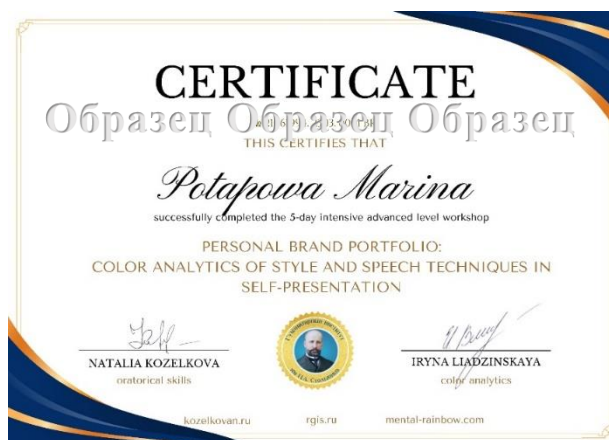 CERTIFICATE
Образец Образец Образец
THIS CERTIFIES THAT
Potapowa Marina
successfully completed the 5-day intensive advanced level workshop
PERSONAL BRAND PORTFOLIO:
COLOR ANALYTICS OF STYLE AND SPEECH TECHNIQUES IN
SELF-PRESENTATION
NATALIA KOZELKOVA
oratorical skills
IRYNA LIADZINSKAYA
color analytics
kozelkovan.ru
rgis.ru
mental-rainbow.com